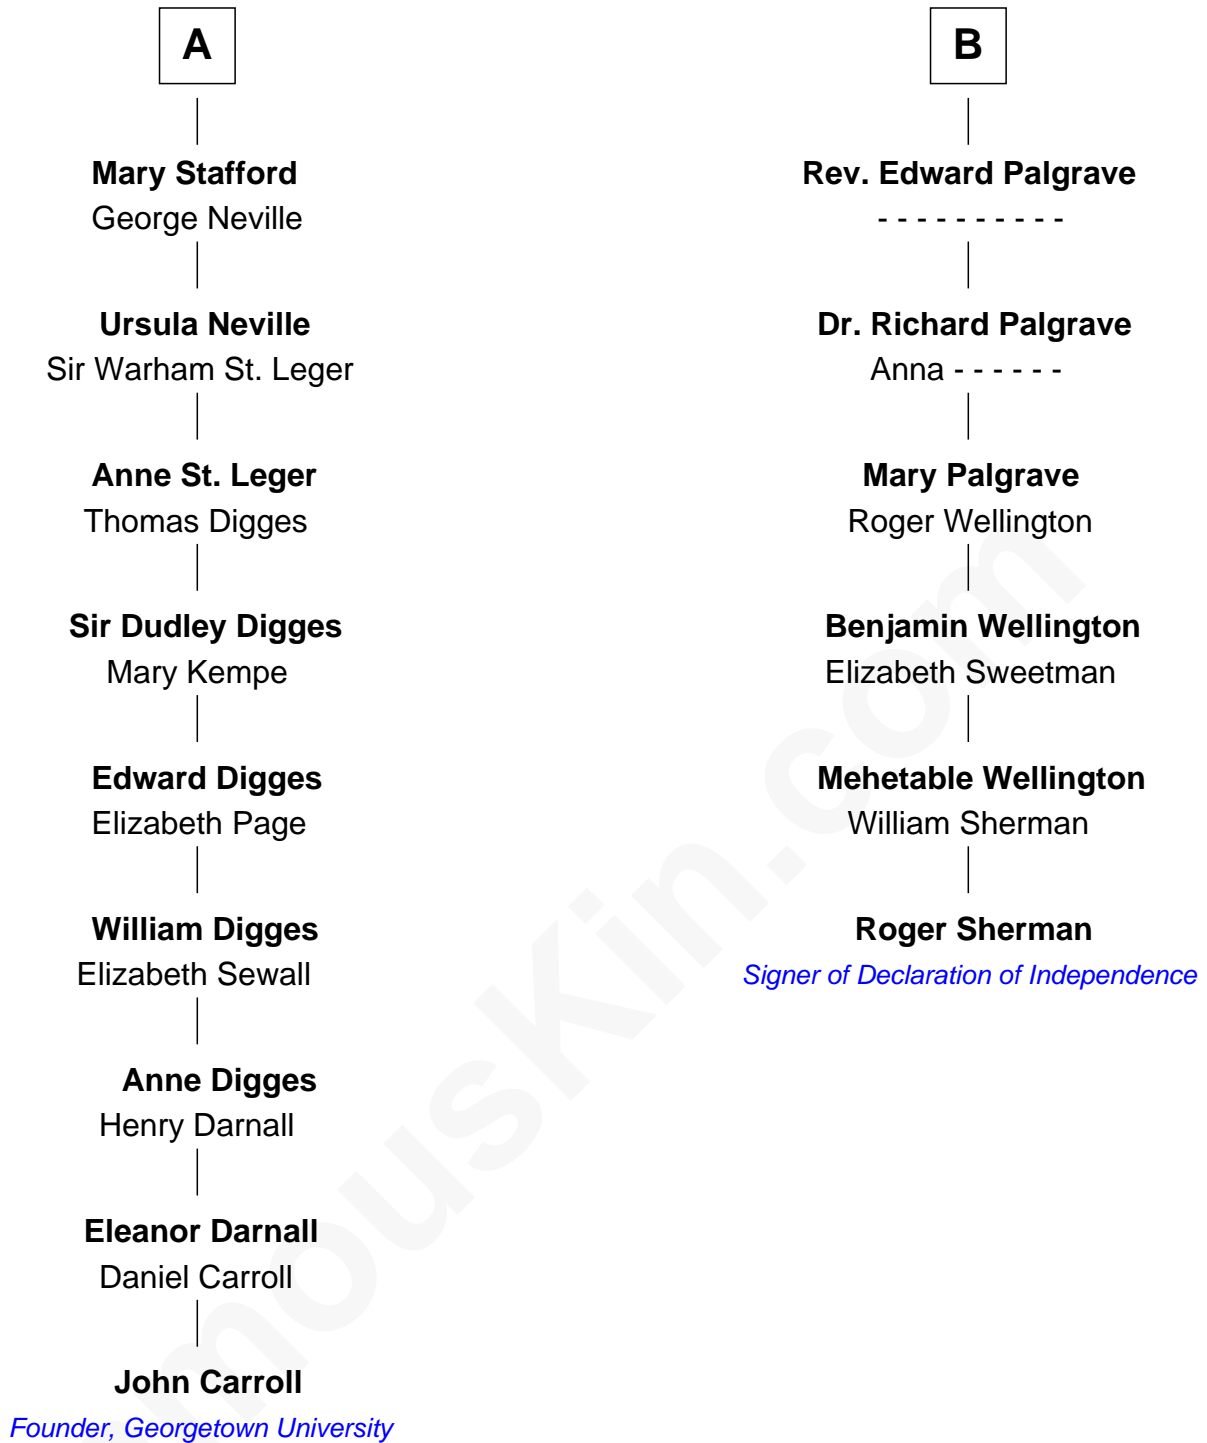 A
Mary Stafford
George Neville
Ursula Neville
Sir Warham St. Leger
Anne St. Leger
Thomas Digges
Sir Dudley Digges
Mary Kempe
Edward Digges
Elizabeth Page
William Digges
Elizabeth Sewall
Anne Digges
Henry Darnall
Eleanor Darnall
Daniel Carroll
John Carroll
Founder, Georgetown University
B
Rev. Edward Palgrave
- - - - - - - - - -
Dr. Richard Palgrave
Anna - - - - - -
Mary Palgrave
Roger Wellington
Benjamin Wellington
Elizabeth Sweetman
Mehetable Wellington
William Sherman
Roger Sherman
Signer of Declaration of Independence
mouskin.com